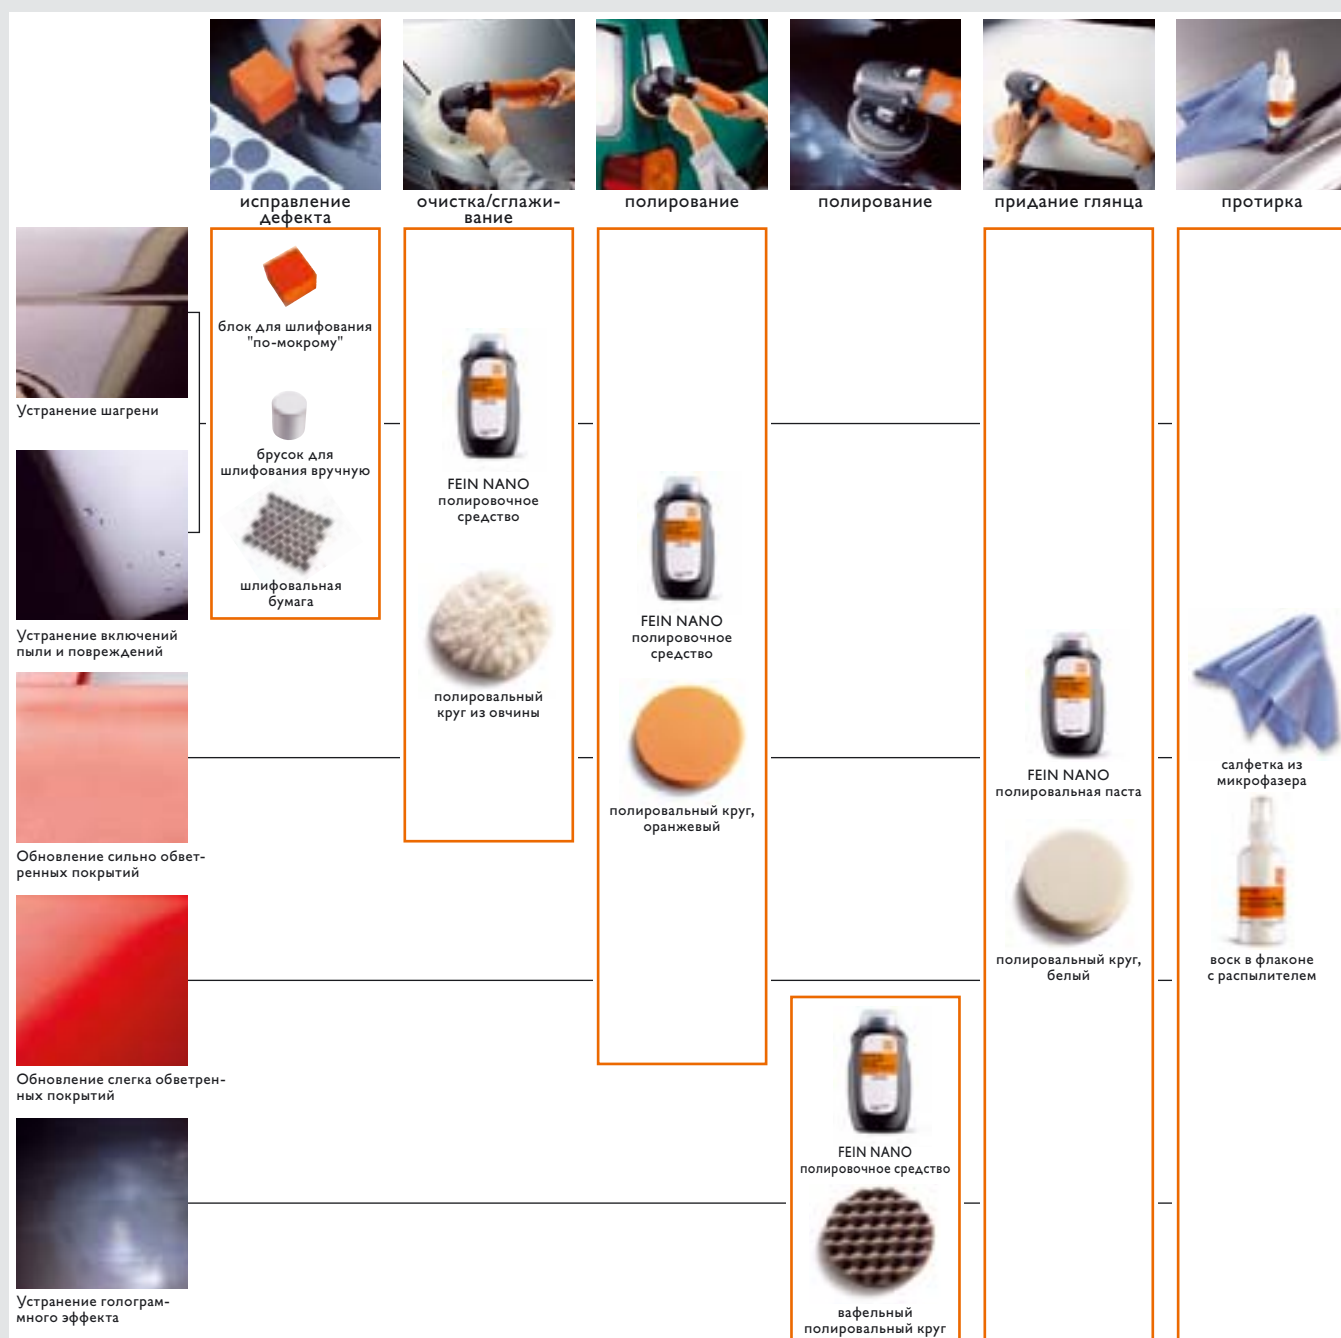 исправление
дефекта
очистка/сглажи-
вание
полирование
полирование
придание глянца
протирка
Устранение шагрени
Устранение включений
пыли и повреждений
Обновление сильно обвет-
ренных покрытий
Обновление слегка обветрен-
ных покрытий
Устранение голограм-
много эффекта
блок для шлифования
"по-мокрому"
брусок для
шлифования вручную
шлифовальная
бумага
FEIN NANO
полировочное
средство
полировальный
круг из овчины
FEIN NANO
полировочное
средство
полировальный круг,
оранжевый
FEIN NANO
полировочное средство
вафельный
полировальный круг
FEIN NANO
полировальная паста
полировальный круг,
белый
салфетка из
микрофазера
воск в флаконе
с распылителем